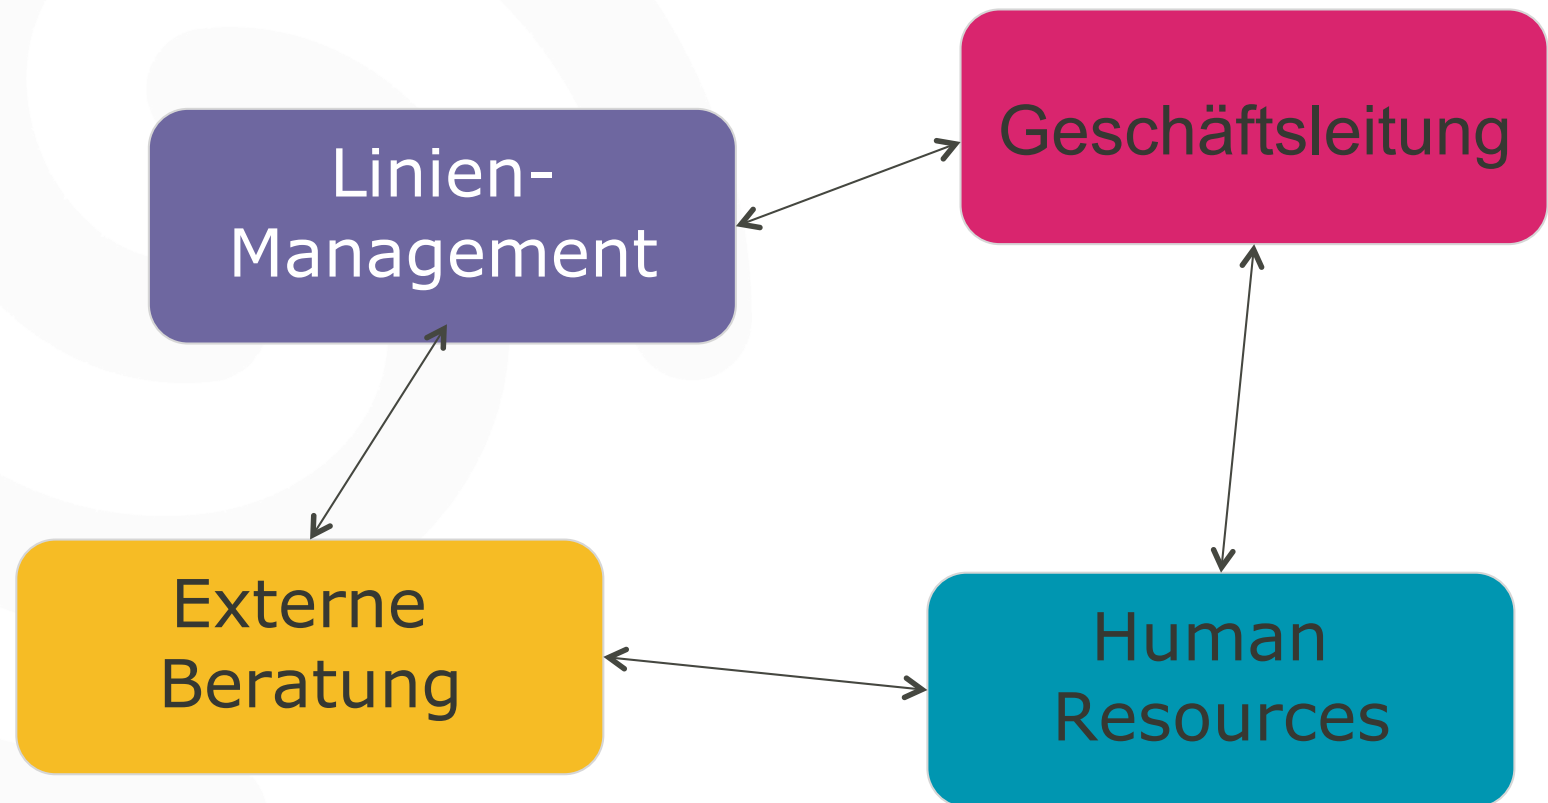 Linien-
Management
Geschäftsleitung
Externe
Beratung
Human
Resources